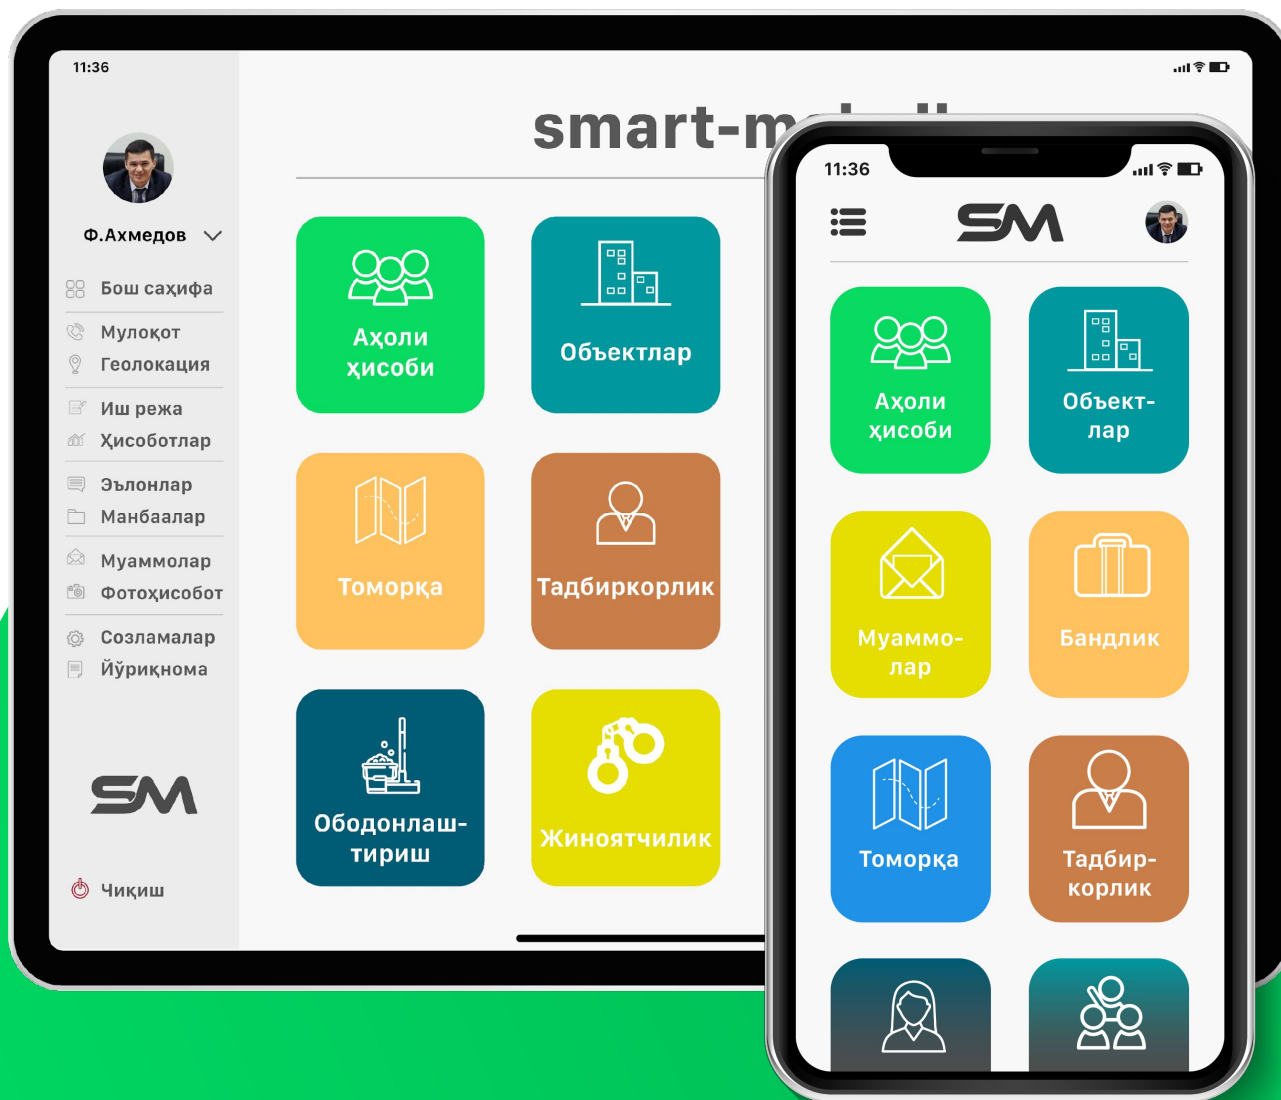 11:36
smart-m
Ф.Ахмедов
Бош саҳифа
Мулоқот
Геолокация
Иш режа
Ҳисоботлар
Эълонлар
Манбаалар
Муаммолар
Фотоҳисобот
Созламалар
Йўриқнома
SM
Чиқиш
Аҳоли
ҳисоби
Объектлар
Томорқа
Тадбиркорлик
Ободонлаш-
тириш
Жиноятчилик
11:36
SM
Аҳоли
ҳисоби
Объект-
лар
Муаммо-
лар
Бандлик
Томорқа
Тадбир-
корлик